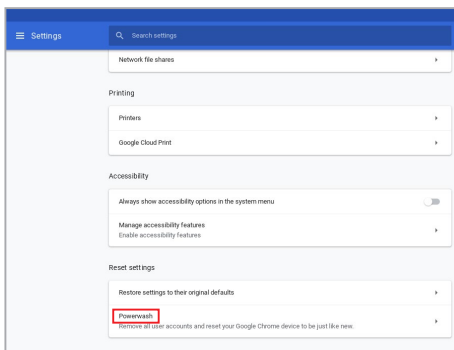 Settings
Search settings
Network file shares
Printing
Printers
Google Cloud Print
Accessibility
Always show accessibility options in the system menu
Manage accessibility features
Enable accessibility features
Reset settings
Restore settings to their original defaults
Powerwash
Remove all user accounts and reset your Google Chrome device to be just like new.